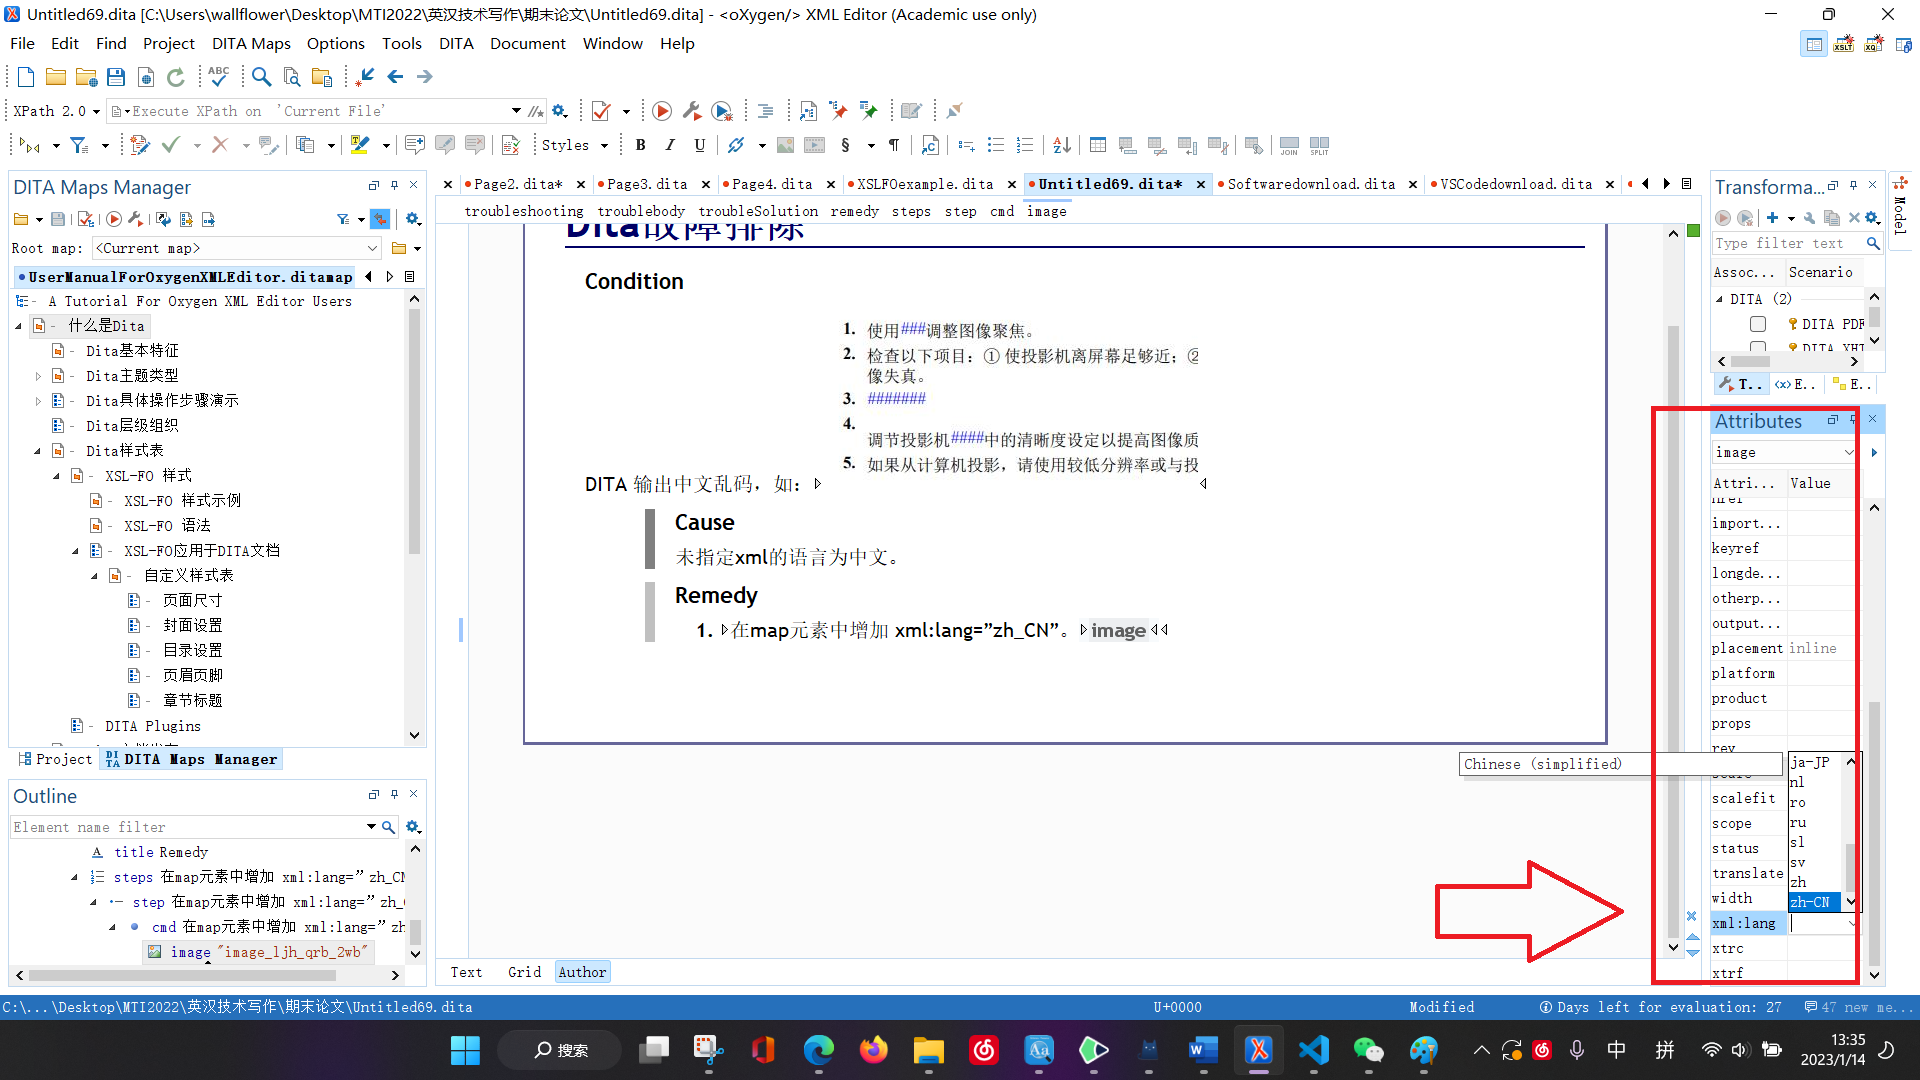 Untitled69.dita [C:\Users\wallflower\Desktop\MTI2022\英汉技术写作\期末论文\Untitled69.dita] - <oXygen/> XML Editor (Academic use only)
File Edit Find Project DITA Maps Options Tools DITA Document Window Help
XSLT XQ
ABC
XPath 2.0 Execute XPath on 'Current File'
Styles B I U § ¶ JOIN SPLIT
DITA Maps Manager
Root map: <Current map>
UserManualForOxygenXMLEditor.ditamap
A Tutorial For Oxygen XML Editor Users
什么是Dita
Dita基本特征
Dita主题类型
Dita具体操作步骤演示
Dita层级组织
Dita样式表
XSL-FO 样式
XSL-FO 样式示例
XSL-FO 语法
XSL-FO应用于DITA文档
自定义样式表
页面尺寸
封面设置
目录设置
页眉页脚
章节标题
DITA Plugins
Project DITA Maps Manager
Outline
Element name filter
title Remedy
steps 在map元素中增加 xml:lang=”zh_CN
step 在map元素中增加 xml:lang=”zh_
cmd 在map元素中增加 xml:lang=”zh
image "image_ljh_qrb_2wb"
Page2.dita* Page3.dita Page4.dita XSLFOexample.dita Untitled69.dita* Softwaredownload.dita VSCodedownload.dita
troubleshooting troublebody troubleSolution remedy steps step cmd image
Dita故障排除
Condition
1. 使用###调整图像聚焦。
2. 检查以下项目：① 使投影机离屏幕足够近；②
像失真。
3. #######
4.
调节投影机####中的清晰度设定以提高图像质
5. 如果从计算机投影，请使用较低分辨率或与投
DITA 输出中文乱码，如：
Cause
未指定xml的语言为中文。
Remedy
1. 在map元素中增加 xml:lang=”zh_CN”。 image
Text Grid Author
Transforma...
Model
Type filter text
Assoc... Scenario
DITA (2)
DITA PDF
DITA XHT
T.. E.. E..
Attributes
image
Attri... Value
href
import...
keyref
longde...
otherp...
output...
placement inline
platform
product
props
rev
scale
scalefit
scope
status
translate
width
xml:lang
xtrc
xtrf
Chinese (simplified)
ja-JP
nl
ro
ru
sl
sv
zh
zh-CN
C:\...\Desktop\MTI2022\英汉技术写作\期末论文\Untitled69.dita U+0000 Modified Days left for evaluation: 27 47 new me...
搜索
中 拼
13:35
2023/1/14